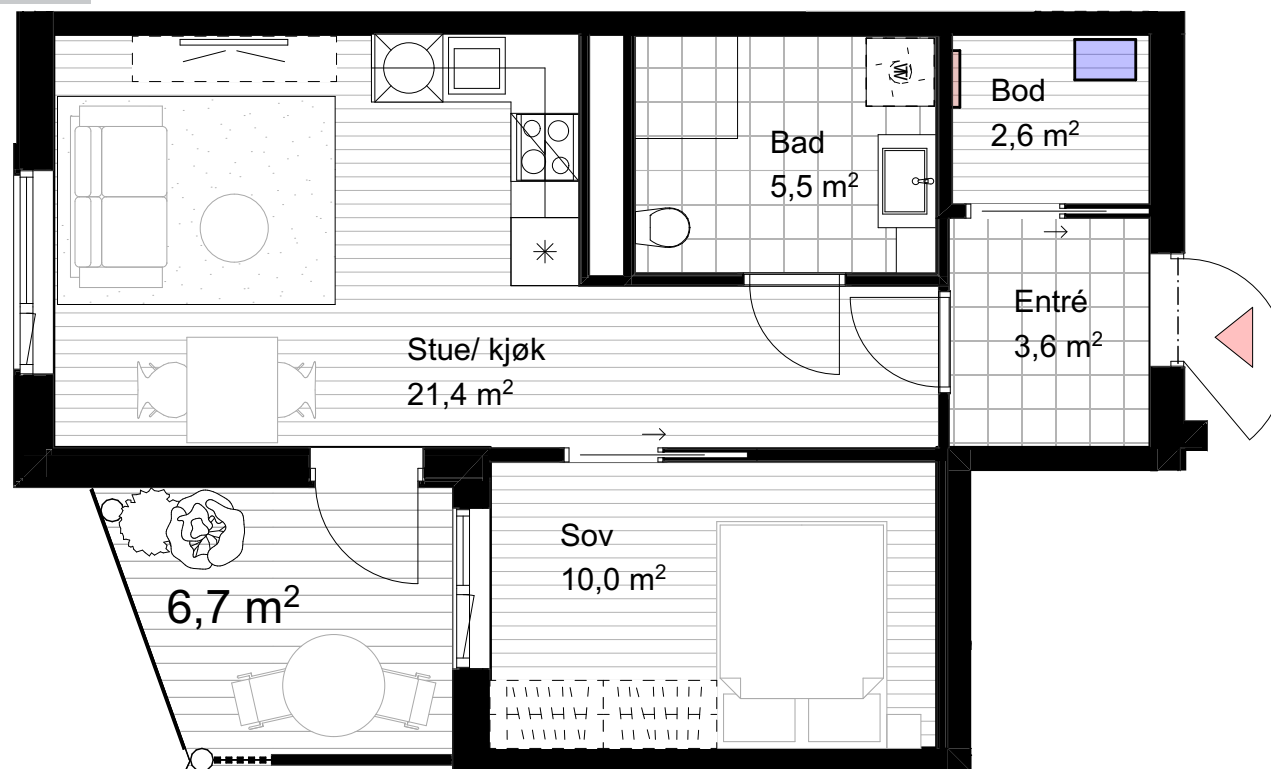 Bod
2,6 m²
Bad
5,5 m²
Entré
3,6 m²
Stue/ kjøk
21,4 m²
Sov
10,0 m²
6,7 m²